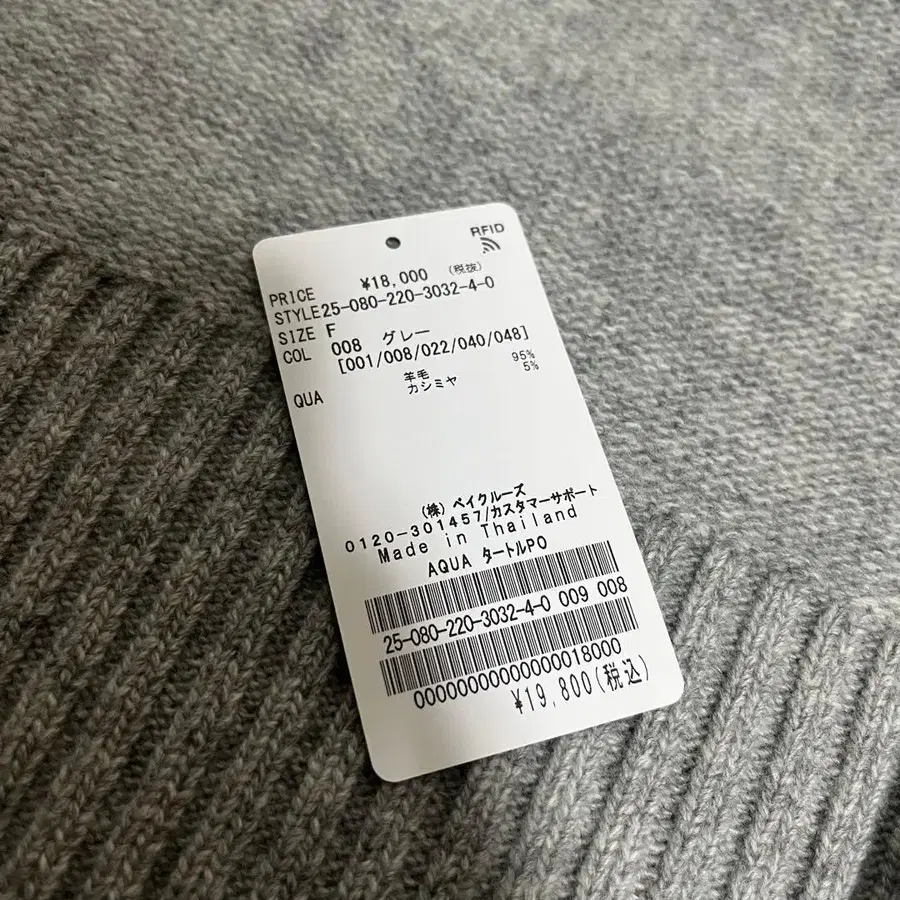 RFID
PRICE ¥18,000 (税抜)
STYLE 25-080-220-3032-4-0
SIZE F
COL 008 グレー
[001/008/022/040/048]
QUA 羊毛 95%
カシミヤ 5%
(株) ベイクルーズ
0120-301457/カスタマーサポート
Made in Thailand
AQUA タートルPO
25-080-220-3032-4-0 009 008
00000000000000018000
¥19,800(税込)